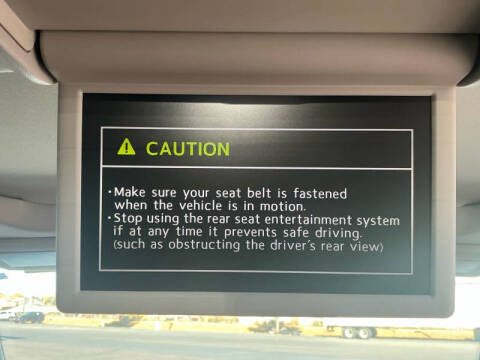 CAUTION
·Make sure your seat belt is fastened
when the vehicle is in motion.
·Stop using the rear seat entertainment system
if at any time it prevents safe driving.
(such as obstructing the driver's rear view)